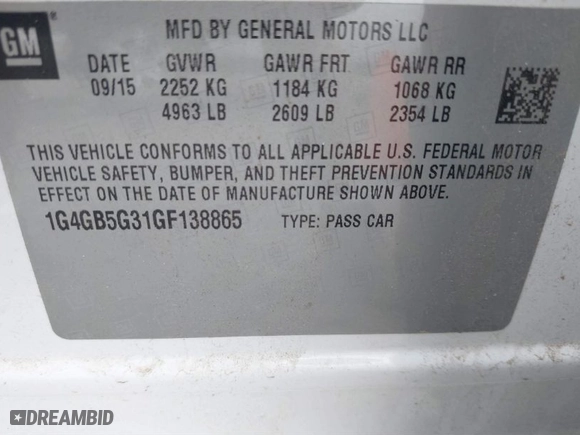 GM
MFD BY GENERAL MOTORS LLC
DATE GVWR GAWR FRT GAWR RR
09/15 2252 KG 1184 KG 1068 KG
4963 LB 2609 LB 2354 LB
THIS VEHICLE CONFORMS TO ALL APPLICABLE U.S. FEDERAL MOTOR
VEHICLE SAFETY, BUMPER, AND THEFT PREVENTION STANDARDS IN
EFFECT ON THE DATE OF MANUFACTURE SHOWN ABOVE.
1G4GB5G31GF138865 TYPE: PASS CAR
DREAMBID